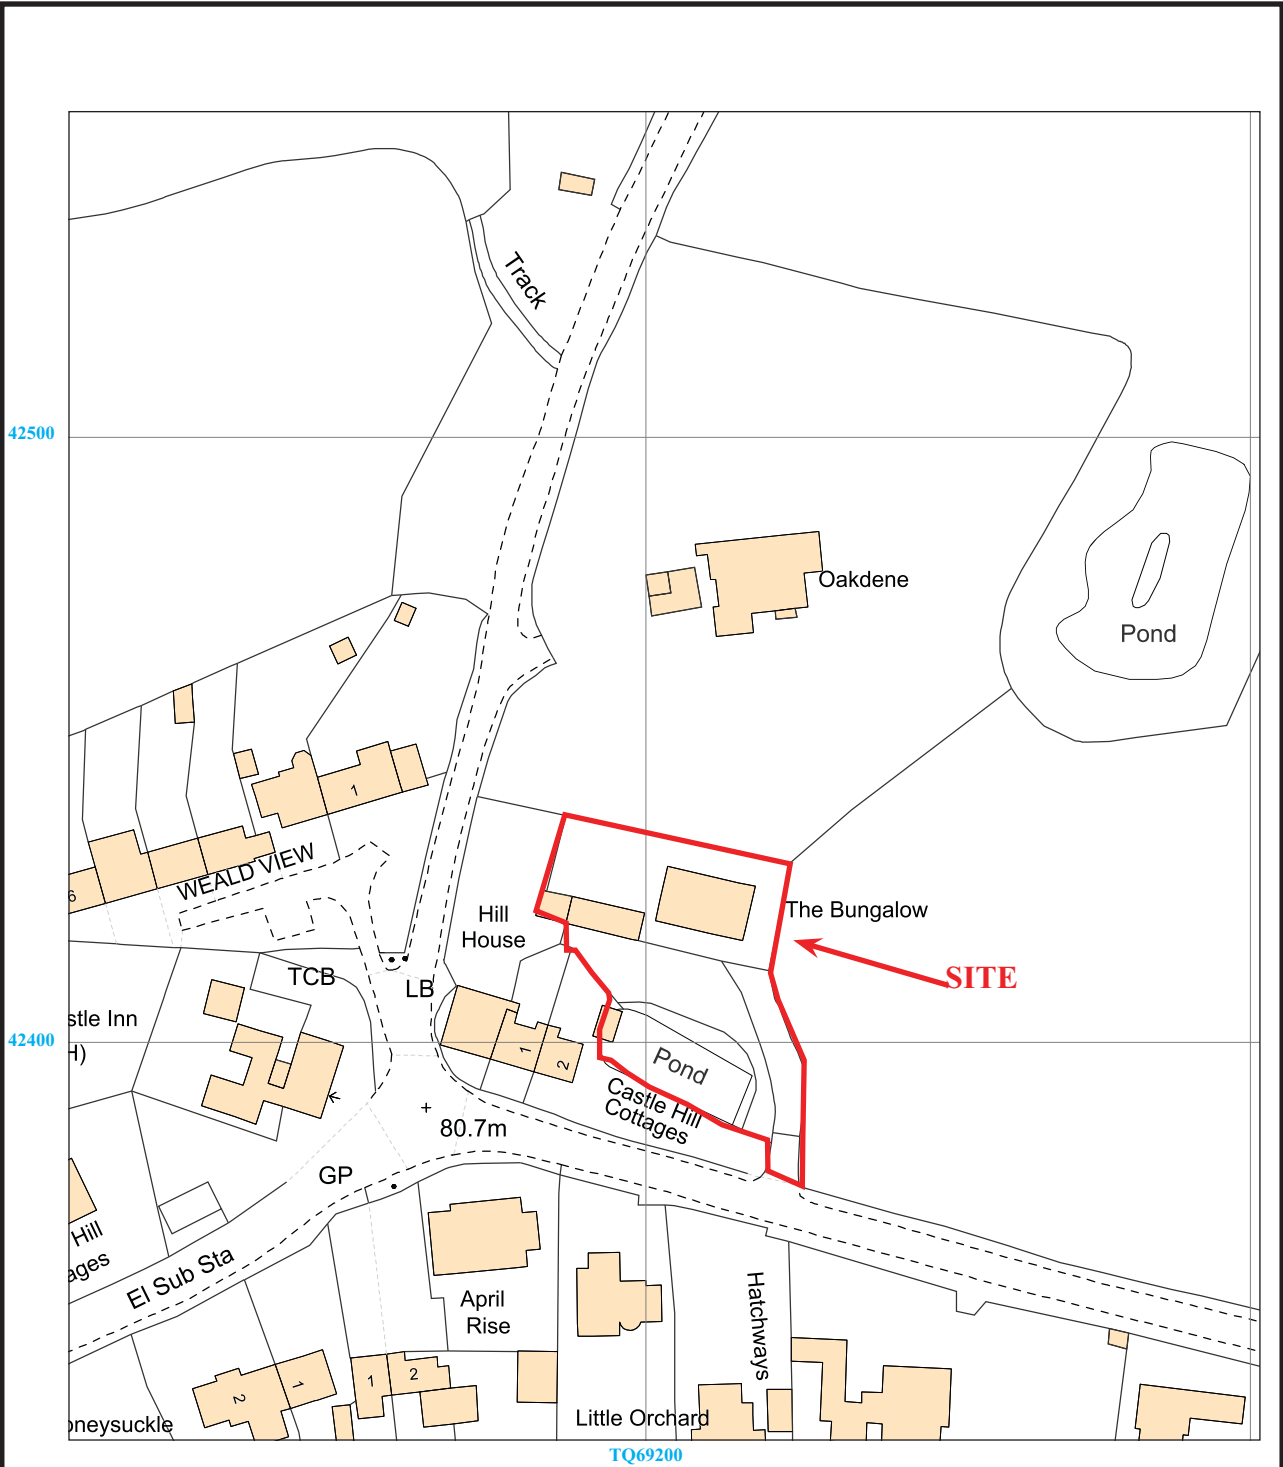 Track
42500
Oakdene
Pond
1
WEALD VIEW
6
The Bungalow
Hill
House
SITE
TCB
LB
stle Inn
H)
42400
1
2
Pond
Castle Hill
Cottages
80.7m
GP
Hill
ages
El Sub Sta
April
Rise
Hatchways
2
1
1
2
oneysuckle
Little Orchard
TQ69200